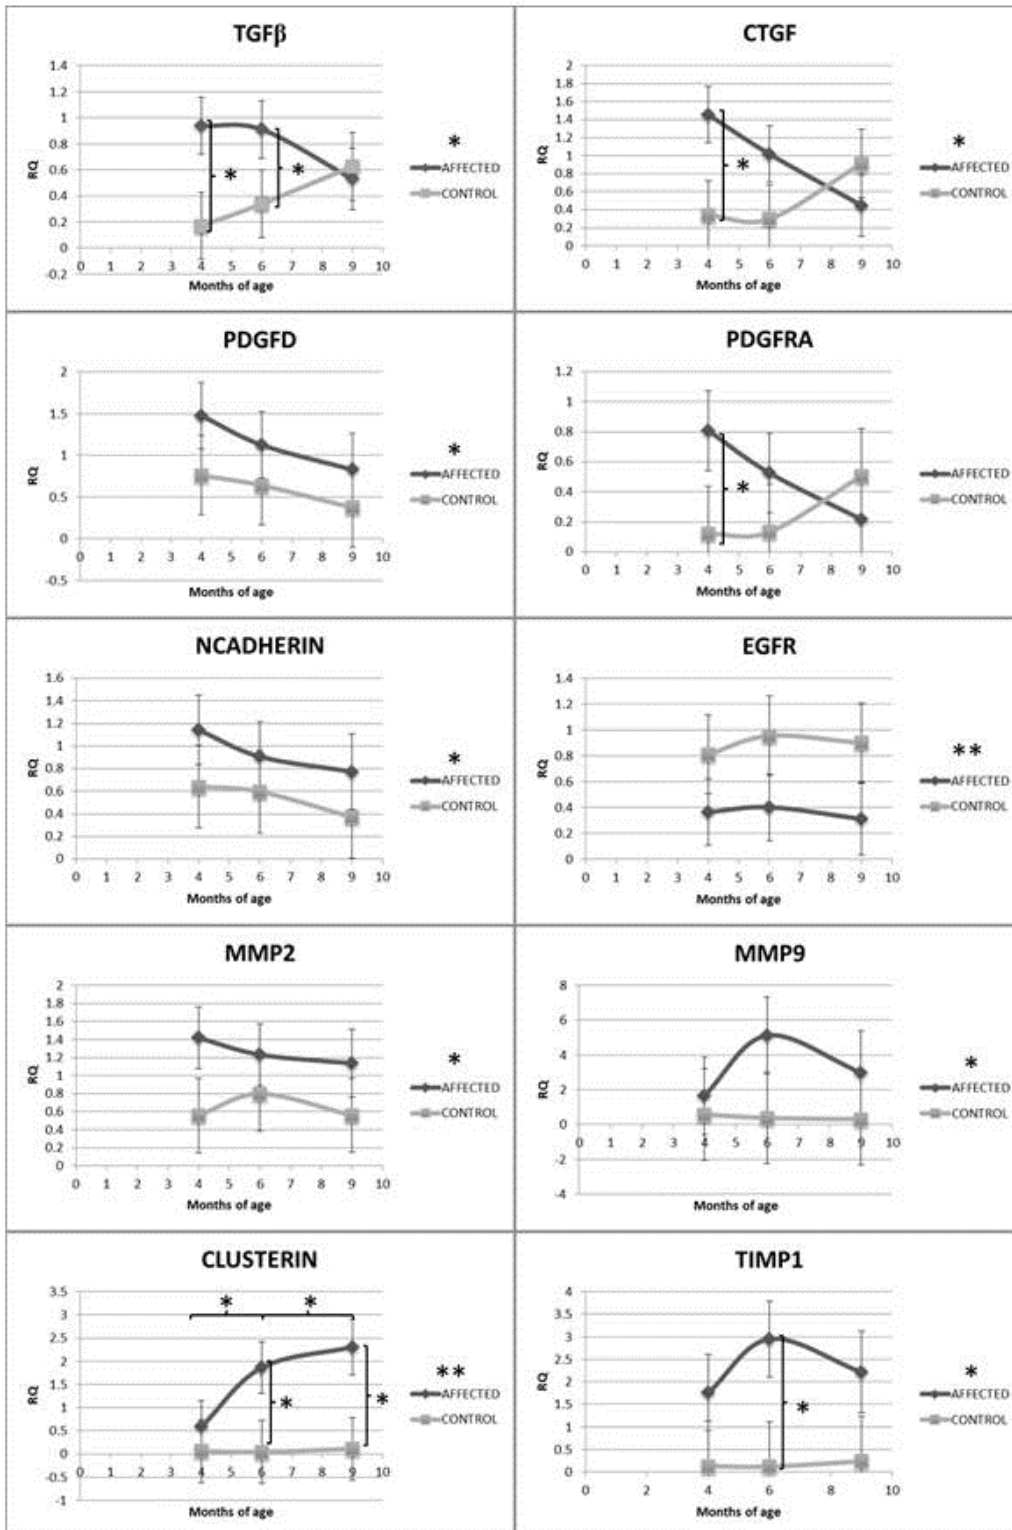 TGFβ
1.4
1.2
1
0.8
0.6
0.4
0.2
0
-0.2
RQ
* *
*
AFFECTED
CONTROL
0 1 2 3 4 5 6 7 8 9 10
Months of age
CTGF
2
1.8
1.6
1.4
1.2
1
0.8
0.6
0.4
0.2
0
RQ
*
*
AFFECTED
CONTROL
0 1 2 3 4 5 6 7 8 9 10
Months of age
PDGFD
2
1.5
1
0.5
0
-0.5
RQ
*
AFFECTED
CONTROL
0 1 2 3 4 5 6 7 8 9 10
Months of age
PDGFRA
1.2
1
0.8
0.6
0.4
0.2
0
RQ
*
AFFECTED
CONTROL
0 1 2 3 4 5 6 7 8 9 10
Months of age
NCADHERIN
1.6
1.4
1.2
1
0.8
0.6
0.4
0.2
0
RQ
*
AFFECTED
CONTROL
0 1 2 3 4 5 6 7 8 9 10
Months of age
EGFR
1.4
1.2
1
0.8
0.6
0.4
0.2
0
RQ
**
AFFECTED
CONTROL
0 1 2 3 4 5 6 7 8 9 10
Months of age
MMP2
2
1.8
1.6
1.4
1.2
1
0.8
0.6
0.4
0.2
0
RQ
*
AFFECTED
CONTROL
0 1 2 3 4 5 6 7 8 9 10
Months of age
MMP9
8
6
4
2
0
-2
-4
RQ
*
AFFECTED
CONTROL
0 1 2 3 4 5 6 7 8 9 10
Months of age
CLUSTERIN
3.5
3
2.5
2
1.5
1
0.5
0
-0.5
-1
RQ
* *
* *
**
AFFECTED
CONTROL
0 1 2 3 4 5 6 7 8 9 10
Months of age
TIMP1
4
3.5
3
2.5
2
1.5
1
0.5
0
RQ
*
*
AFFECTED
CONTROL
0 1 2 3 4 5 6 7 8 9 10
Months of age